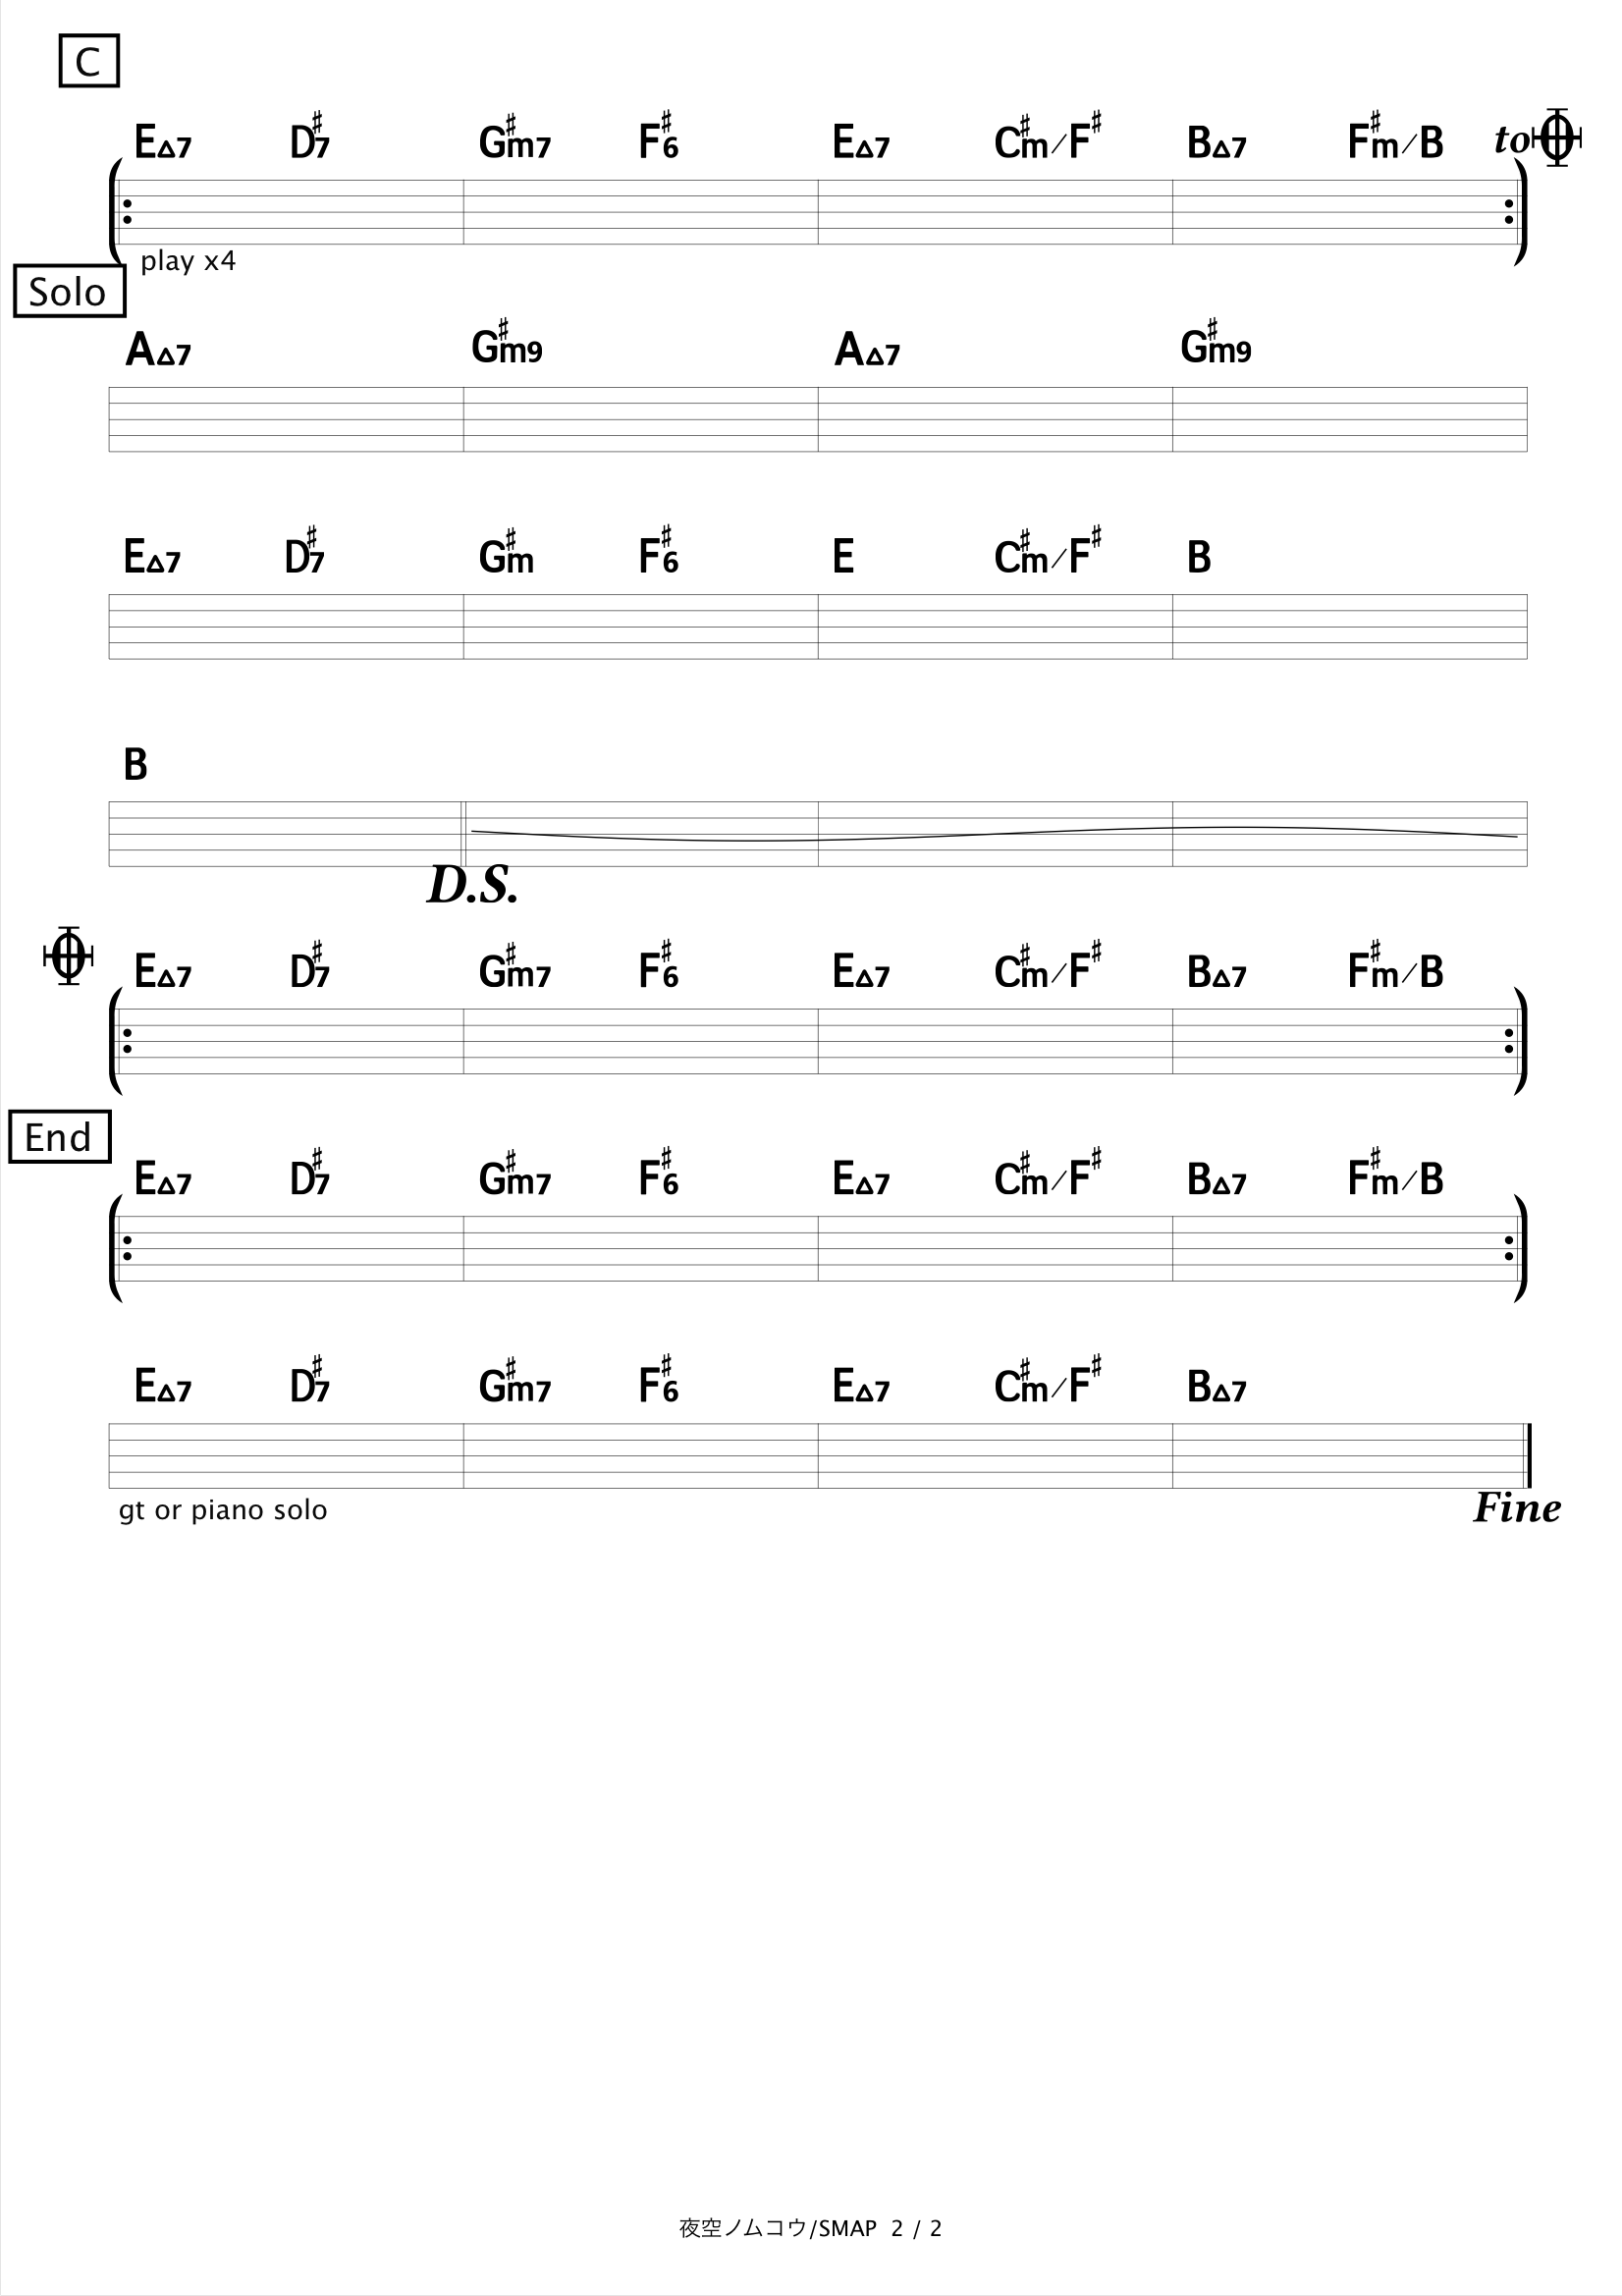 C
E△7 D♯7 G♯m7 F♯6 E△7 C♯m/F♯ B△7 F♯m/B to
play x4
Solo
A△7 G♯m9 A△7 G♯m9
E△7 D♯7 G♯m F♯6 E C♯m/F♯ B
B
D.S.
E△7 D♯7 G♯m7 F♯6 E△7 C♯m/F♯ B△7 F♯m/B
End
E△7 D♯7 G♯m7 F♯6 E△7 C♯m/F♯ B△7 F♯m/B
E△7 D♯7 G♯m7 F♯6 E△7 C♯m/F♯ B△7
gt or piano solo
Fine
夜空ノムコウ/SMAP 2 / 2